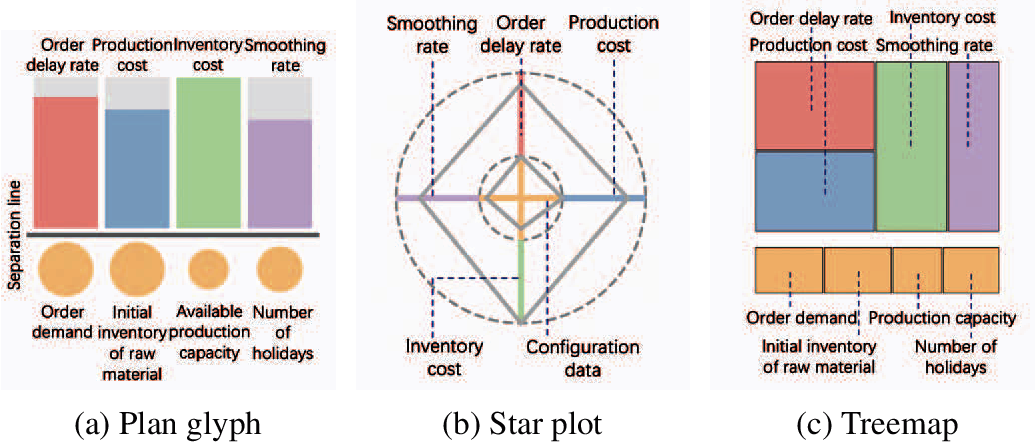 Order delay rate
Production cost
Inventory cost
Smoothing rate
Separation line
Order demand
Initial inventory of raw material
Available production capacity
Number of holidays
(a) Plan glyph
Smoothing rate
Order delay rate
Production cost
Inventory cost
Configuration data
(b) Star plot
Order delay rate
Inventory cost
Production cost
Smoothing rate
Order demand
Production capacity
Initial inventory of raw material
Number of holidays
(c) Treemap